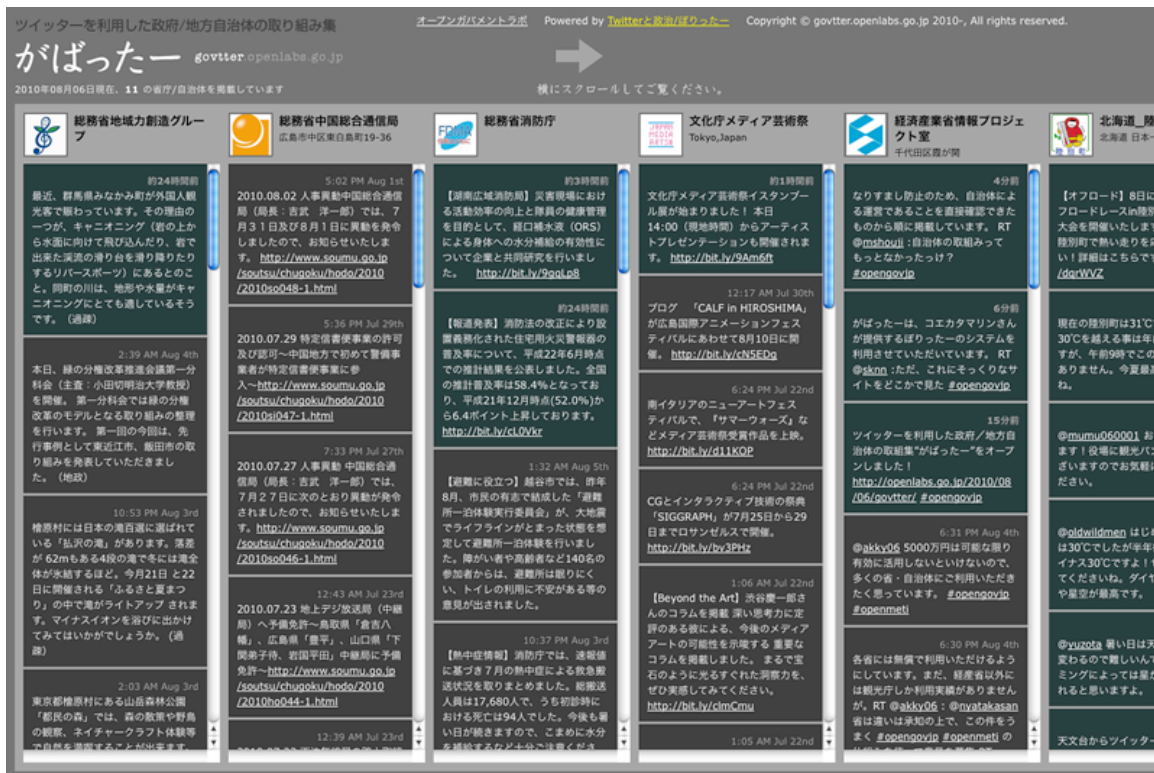 ツイッターを利用した政府/地方自治体の取り組み集
オープンガバメントラボ Powered by Twitterと政治/ぽりったー Copyright © govtter.openlabs.go.jp 2010-, All rights reserved.
がばったー govtter.openlabs.go.jp
2010年08月06日現在、11 の省庁/自治体を掲載しています
横にスクロールしてご覧ください。
総務省地域力創造グルー
プ
約24時間前
最近、群馬県みなかみ町が外国人観
光客で賑わっています。その理由の
一つが、キャニオニング（岩の上か
ら水面に向けて飛び込んだり、岩で
出来た渓流の滑り台を滑り降りたり
するリバースポーツ）にあるとのこ
と。同町の川は、地形や水量がキャ
ニオニングにとても適しているそう
です。（過疎）
2:39 AM Aug 4th
本日、緑の分権改革推進会議第一分
科会（主査：小田切明治大学教授）
を開催。 第一分科会では緑の分権
改革のモデルとなる取り組みの整理
を行います。 第一回の今回は、先
行事例として東近江市、飯田市の取
り組みを発表していただきまし
た。（地政）
10:53 PM Aug 3rd
檜原村には日本の滝百選に選ばれて
いる「払沢の滝」があります。落差
が 62mもある4段の滝で冬には滝全
体が氷結するほど。今月21日 と22
日に開催される「ふるさと夏まつ
り」の中で滝がライトアップ されま
す。マイナスイオンを浴びに出かけ
てみてはいかがでしょうか。（過
疎）
2:03 AM Aug 3rd
東京都檜原村にある山岳森林公園
「都民の森」では、森の散策や野鳥
の観察、ネイチャークラフト体験等
で自然を満喫することが出来ます。
総務省中国総合通信局
広島市中区東白島町19-36
5:02 PM Aug 1st
2010.08.02 人事異動中国総合通信
局（局長：吉武 洋一郎）では、７
月３１日及び８月１日に異動を発令
しましたので、お知らせいたしま
す。 http://www.soumu.go.jp
/soutsu/chugoku/hodo/2010
/2010so048-1.html
5:36 PM Jul 29th
2010.07.29 特定信書便事業の許可
及び認可～中国地方で初めて警備事
業者が特定信書便事業に参
入～http://www.soumu.go.jp
/soutsu/chugoku/hodo/2010
/2010si047-1.html
7:33 PM Jul 27th
2010.07.27 人事異動 中国総合通
信局（局長：吉武 洋一郎）では、
７月２７日に次のとおり異動が発令
されましたので、お知らせいたしま
す。http://www.soumu.go.jp
/soutsu/chugoku/hodo/2010
/2010so046-1.html
12:43 AM Jul 23rd
2010.07.23 地上デジ放送局（中継
局）へ予備免許～鳥取県「倉吉八
幡」、広島県「豊平」、山口県「下
関弟子待、岩国平田」中継局に予備
免許～http://www.soumu.go.jp
/soutsu/chugoku/hodo/2010
/2010ho044-1.html
12:39 AM Jul 23rd
総務省消防庁
約3時間前
【湖南広域消防局】災害現場におけ
る活動効率の向上と隊員の健康管理
を目的として、経口補水液（ORS）
による身体への水分補給の有効性に
ついて企業と共同研究を行いまし
た。 http://bit.ly/9gqLp8
約24時間前
【報道発表】消防法の改正により設
置義務化された住宅用火災警報器の
普及率について、平成22年6月時点
での推計結果を公表しました。全国
の推計普及率は58.4%となってお
り、平成21年12月時点(52.0%)か
ら6.4ポイント上昇しております。
http://bit.ly/cL0Vkr
1:32 AM Aug 5th
【避難に役立つ】越谷市では、昨年
8月、市民の有志で結成した「避難
所一泊体験実行委員会」が、大地震
でライフラインがとまった状態を想
定して避難所一泊体験を行いまし
た。障がい者や高齢者など140名の
参加者からは、避難所は眠りにく
い、トイレの利用に不安がある等の
意見が出されました。
10:37 PM Aug 3rd
【熱中症情報】消防庁では、速報値
に基づき７月の熱中症による救急搬
送状況を取りまとめました。総搬送
人員は17,680人で、うち初診時に
おける死亡は94人でした。今後も暑
い日が続きますので、こまめに水分
を補給するなど十分ご注意くださ
文化庁メディア芸術祭
Tokyo,Japan
約1時間前
文化庁メディア芸術祭イスタンブー
ル展が始まりました！ 本日
14:00（現地時間）からアーティス
トプレゼンテーションも開催されま
す。 http://bit.ly/9Am6ft
12:17 AM Jul 30th
ブログ 「CALF in HIROSHIMA」
が広島国際アニメーションフェス
ティバルにあわせて8月10日に開
催。 http://bit.ly/cN5EDg
6:24 PM Jul 22nd
南イタリアのニューアートフェス
ティバルで、『サマーウォーズ』な
どメディア芸術祭受賞作品を上映。
http://bit.ly/d11KOP
6:24 PM Jul 22nd
CGとインタラクティブ技術の祭典
「SIGGRAPH」が7月25日から29
日までロサンゼルスで開催。
http://bit.ly/by3PHz
1:06 AM Jul 22nd
【Beyond the Art】渋谷慶一郎さ
んのコラムを掲載 深い思考力に定
評のある彼による、今後のメディア
アートの可能性を示唆する 重要な
コラムを掲載しました。 まるで宝
石のように光るすぐれた洞察力を、
ぜひ実感してみてください。
http://bit.ly/clmCmu
1:05 AM Jul 22nd
経済産業省情報プロジェ
クト室
千代田区霞が関
4分前
なりすまし防止のため、自治体によ
る運営であることを直接確認できた
ものから順に掲載しています。 RT
@mshouji :自治体の取組みって
もっとなかったっけ？
#opengovjp
6分前
がばったーは、コエカタマリンさん
が提供するぽりったーのシステムを
利用させていただいています。 RT
@sknn :ただ、これにそっくりなサ
イトをどこかで見た #opengovjp
15分前
ツイッターを利用した政府／地方自
治体の取組集“がばったー”をオープ
ンしました！
http://openlabs.go.jp/2010/08
/06/govtter/ #opengovjp
6:31 PM Aug 4th
@akky06 5000万円は可能な限り
有効に活用しないといけないので、
多くの省・自治体にご利用いただき
たく思っています。 #opengovjp
#openmeti
6:30 PM Aug 4th
各省には無償で利用いただけるよう
にしています。まだ、経産省以外に
は観光庁しか利用実績がありません
が。RT @akky06 : @nyatakasan
省は違いは承知の上で、この件をう
まく #opengovjp #openmeti の
北海道_陸
北海道 日本一
【オフロード】8日に
フロードレースin陸別
大会を開催いたします
陸別町で熱い走りを
い！詳細はこちらです
/dqrWVZ
現在の陸別町は31℃
30℃を越える事は年に
すが、午前9時でこの
ありません。今夏最高
ね。
@mumu060001 お
ます！役場に観光パン
ざいますのでお気軽に
ださい。
@oldwildmen はじ
は30℃でしたが半年
イナス30℃ですよ！
てくださいね。ダイヤ
や星空が最高です。
@yuzota 暑い日は天
変わるので難しいん
ミングによっては星が
れると思いますよ。
天文台からツイッター